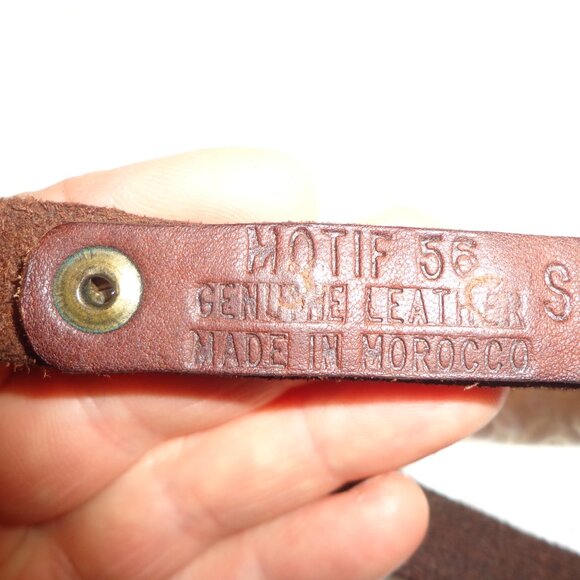 MOTIF 56
GENUINE LEATHER S
MADE IN MOROCCO